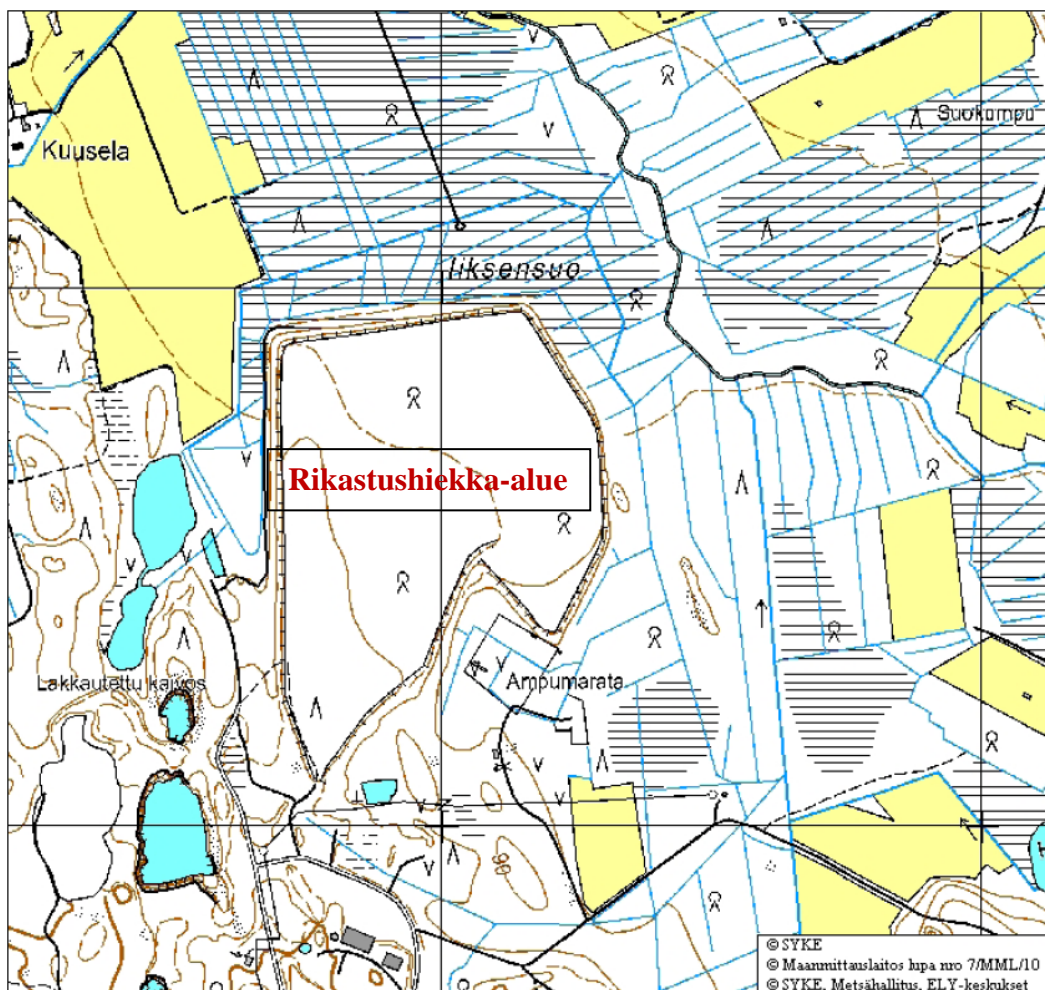 Suokumpu
Kuusela
Iiksensuo
Rikastushiekka-alue
Lakkautettu kaivos
Ampumarata
90
© SYKE
© Maanmittauslaitos lupa nro 7/MML/10
© SYKE, Metsähallitus, ELY-keskukset